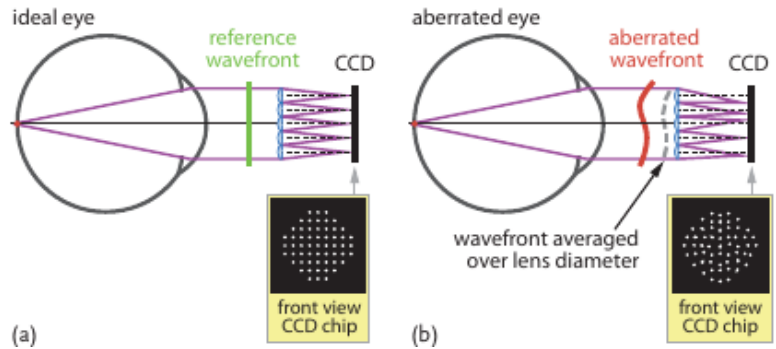 ideal eye
reference
wavefront
CCD
front view
CCD chip
(a)
aberrated eye
aberrated
wavefront
CCD
wavefront averaged
over lens diameter
front view
CCD chip
(b)